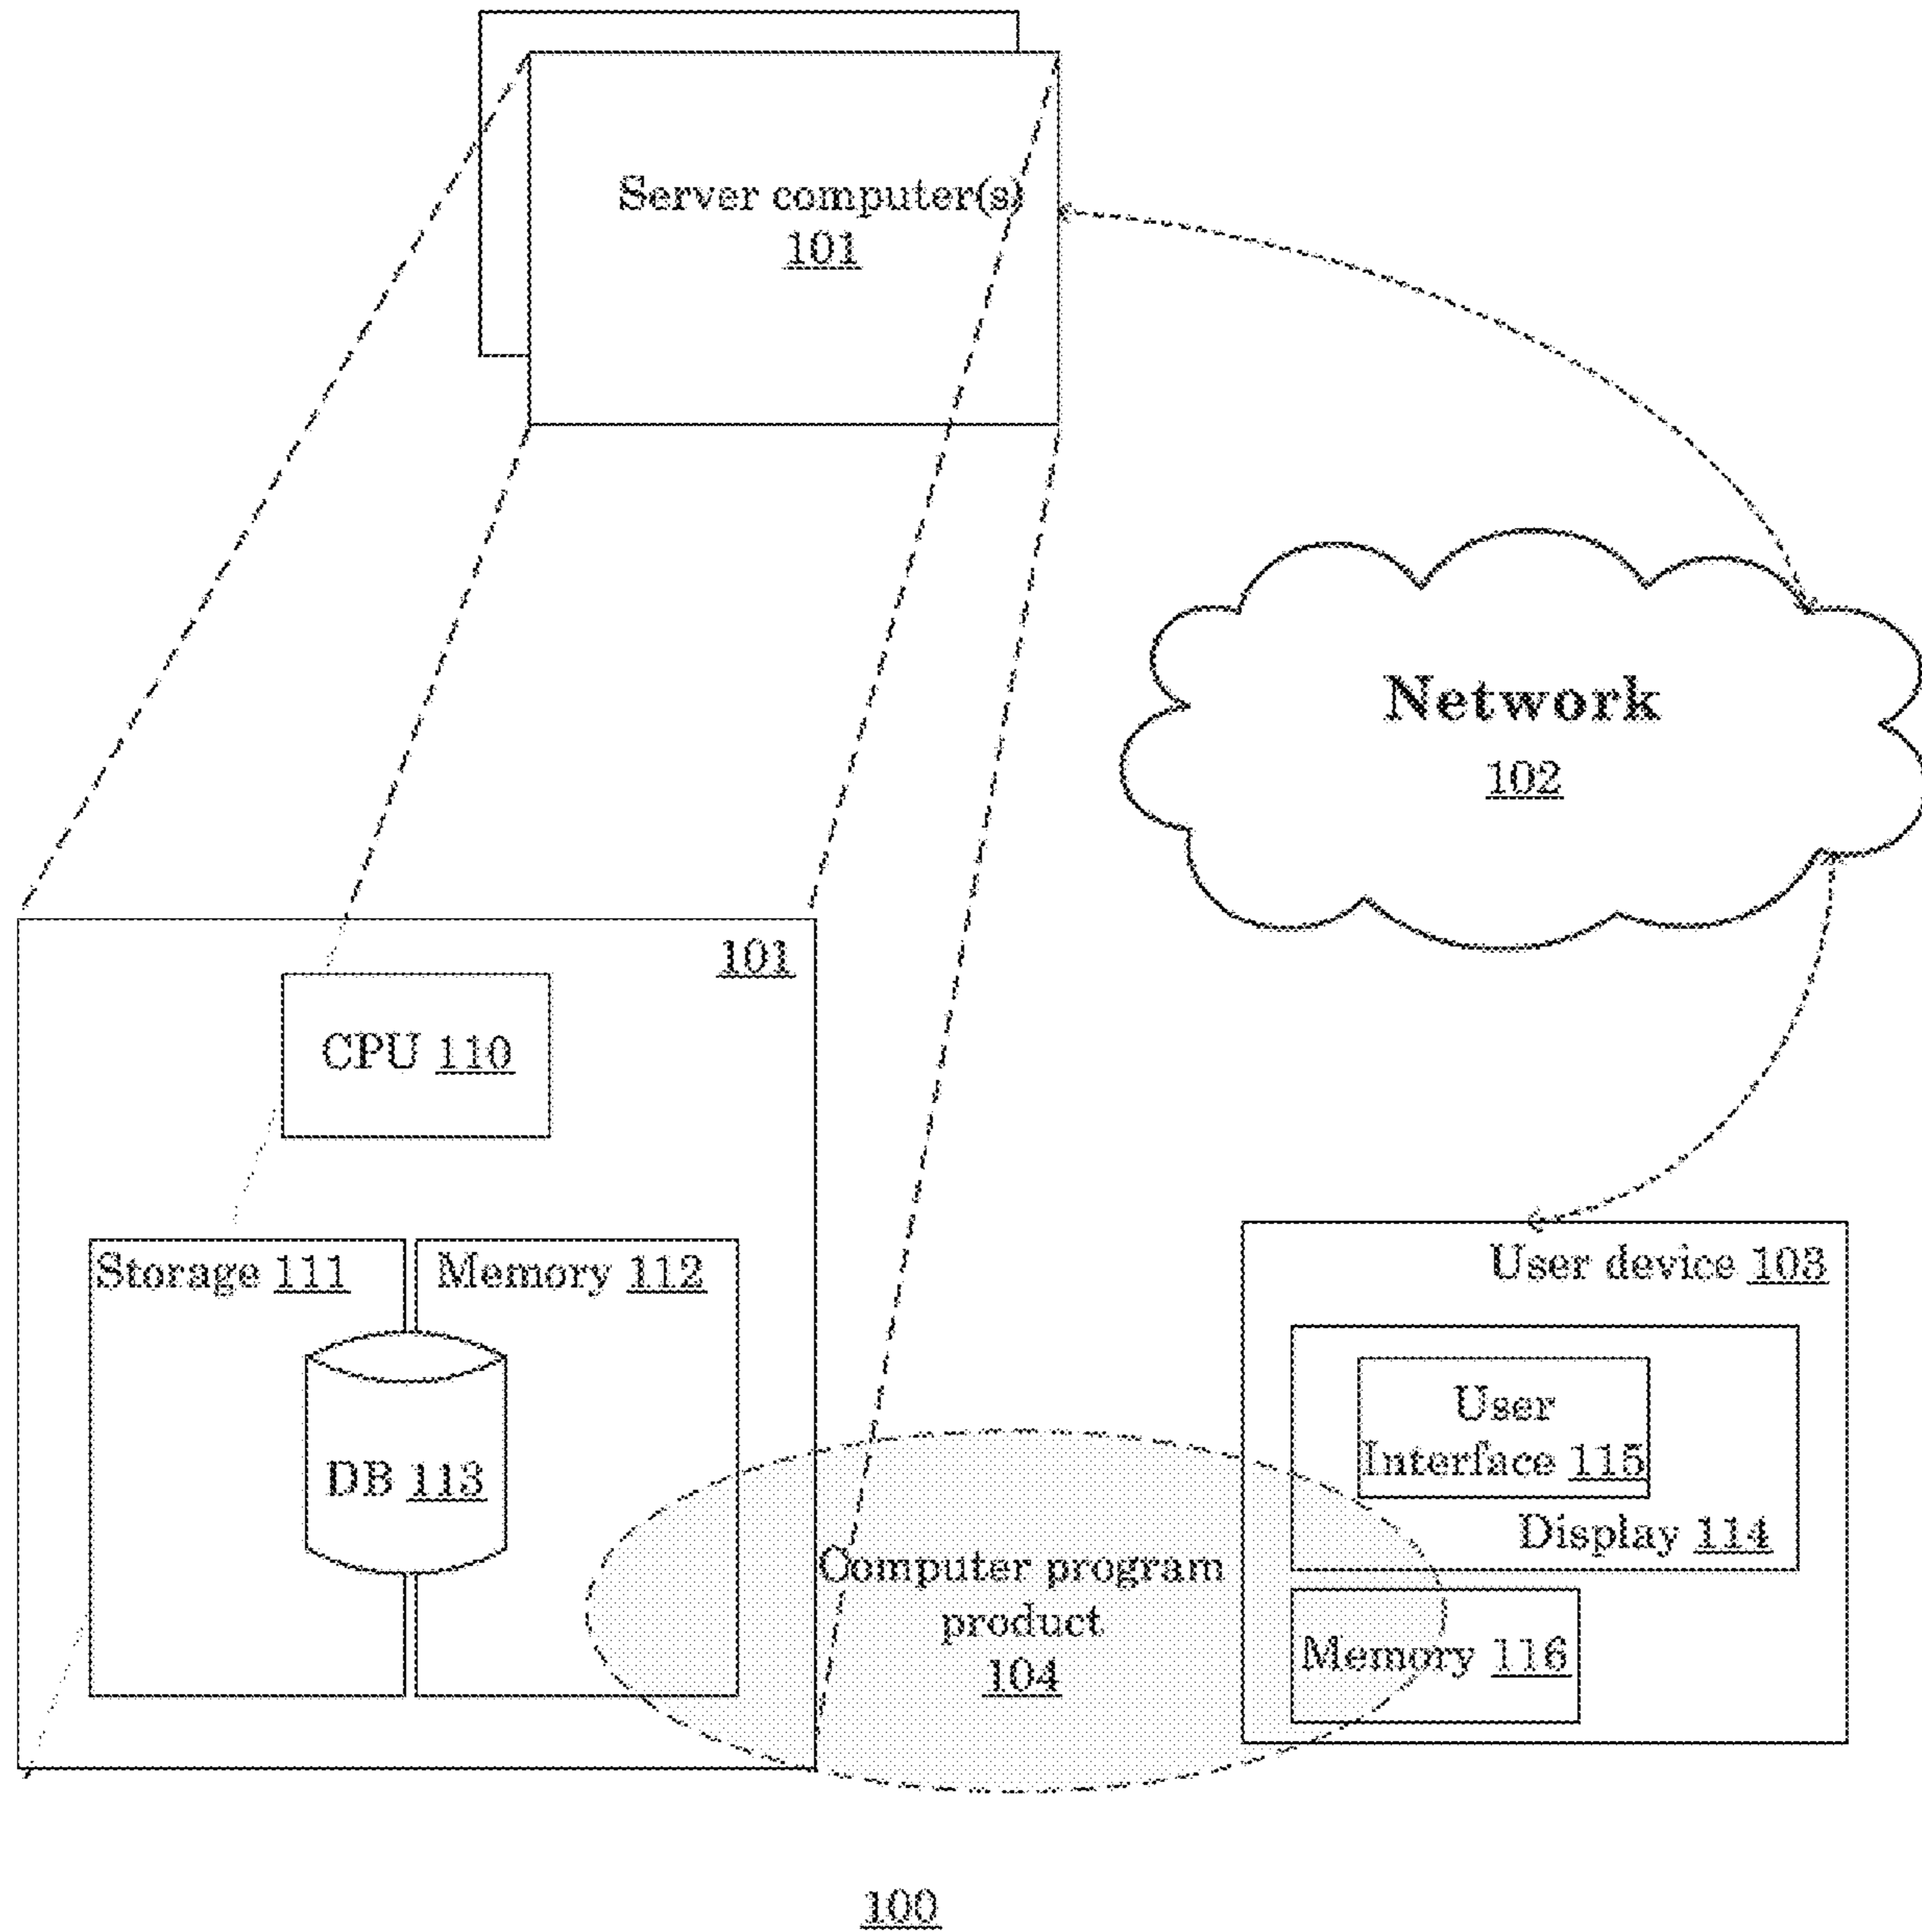 Server computer(s)
101
Network
102
101
CPU 110
Storage 111
Memory 112
DB 113
User device 103
User
Interface 115
Display 114
Memory 116
Computer program
product
104
100